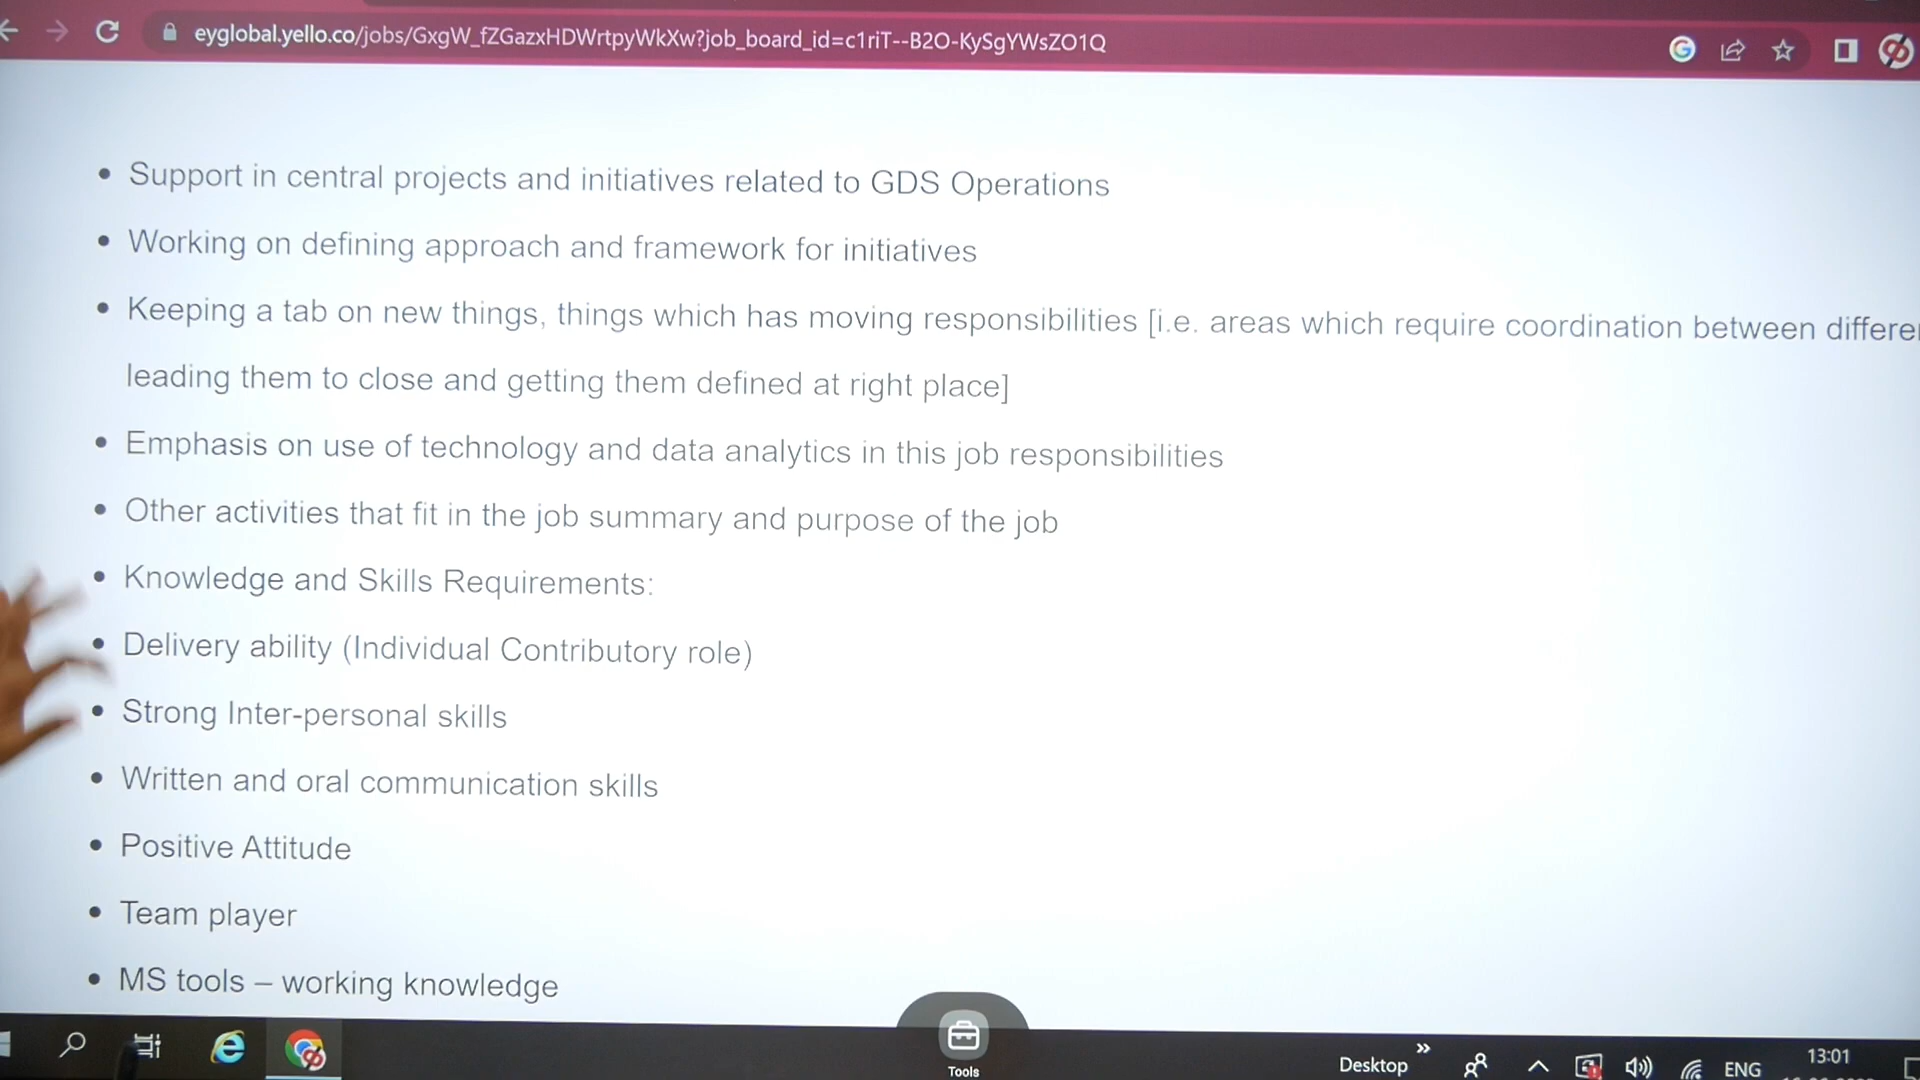 eyglobal.yello.co/jobs/GxgW_fZGazxHDWrtpyWkXw?job_board_id=c1riT--B2O-KySgYWsZO1Q
• Support in central projects and initiatives related to GDS Operations
• Working on defining approach and framework for initiatives
• Keeping a tab on new things, things which has moving responsibilities [i.e. areas which require coordination between
leading them to close and getting them defined at right place]
• Emphasis on use of technology and data analytics in this job responsibilities
• Other activities that fit in the job summary and purpose of the job
• Knowledge and Skills Requirements:
• Delivery ability (Individual Contributory role)
• Strong Inter-personal skills
• Written and oral communication skills
• Positive Attitude
• Team player
• MS tools – working knowledge
Tools
Desktop
ENG
13:01